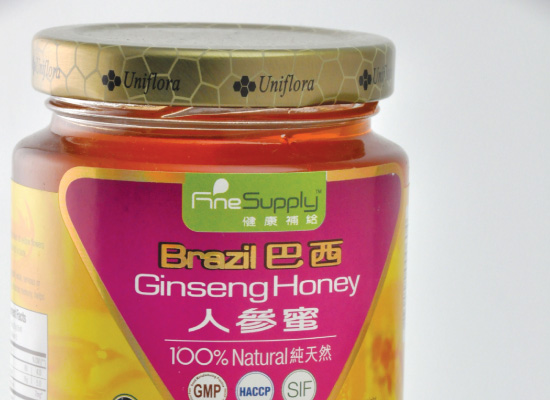 Uniflora Uniflora Uniflora
FineSupply™
健康補給
Brazil 巴西
Ginseng Honey
人參蜜
100% Natural 純天然
GMP HACCP SIF